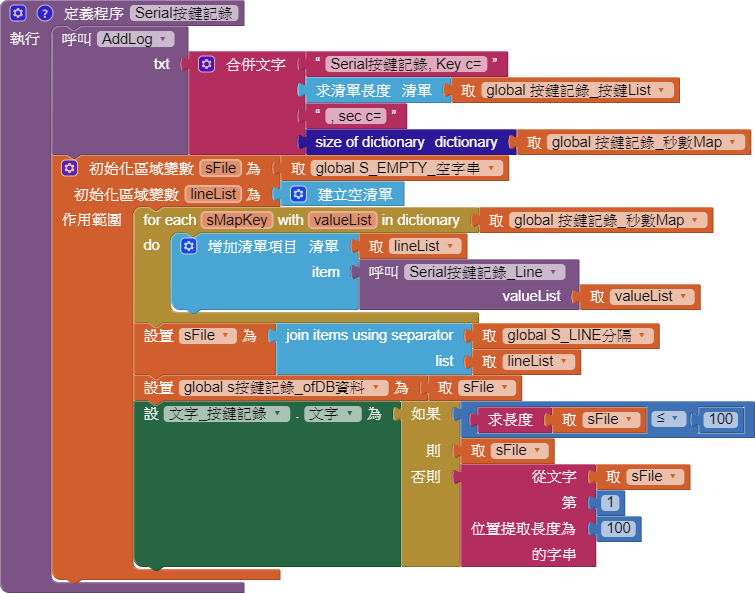 定義程序 Serial按鍵記錄
執行 呼叫 AddLog
txt 合併文字 “ Serial按鍵記錄, Key c= ”
求清單長度 清單 取 global 按鍵記錄_按鍵List
“ , sec c= ”
size of dictionary dictionary 取 global 按鍵記錄_秒數Map
初始化區域變數 sFile 為 取 global S_EMPTY_空字串
初始化區域變數 lineList 為 建立空清單
作用範圍 for each sMapKey with valueList in dictionary 取 global 按鍵記錄_秒數Map
do 增加清單項目 清單 取 lineList
item 呼叫 Serial按鍵記錄_Line
valueList 取 valueList
設置 sFile 為 join items using separator 取 global S_LINE分隔
list 取 lineList
設置 global s按鍵記錄_ofDB資料 為 取 sFile
設 文字_按鍵記錄 . 文字 為 如果 求長度 取 sFile ≤ 100
則 取 sFile
否則 從文字 取 sFile
第 1
位置提取長度為 100
的字串